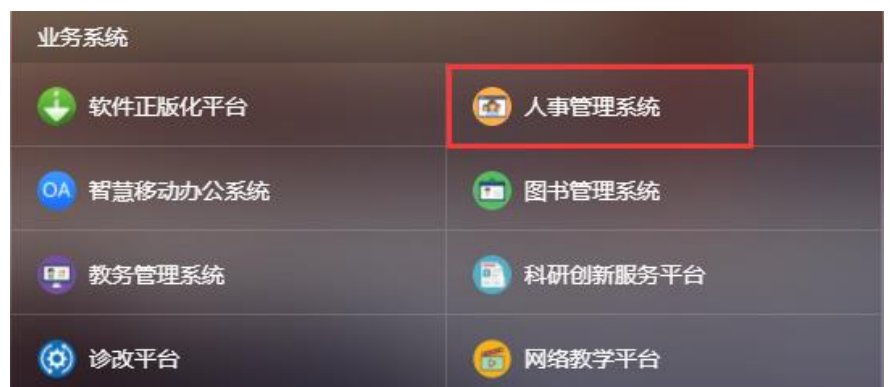 业务系统
软件正版化平台
人事管理系统
OA 智慧移动办公系统
图书管理系统
教务管理系统
科研创新服务平台
诊改平台
网络教学平台